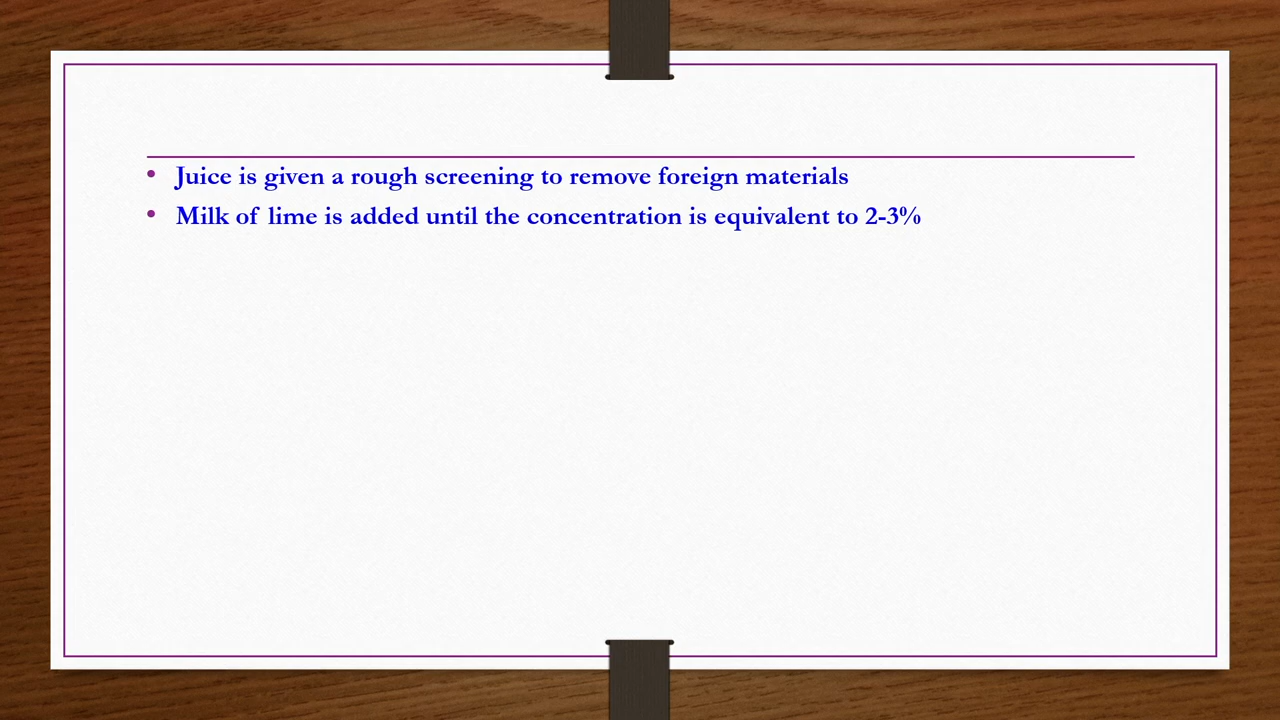 • Juice is given a rough screening to remove foreign materials
• Milk of lime is added until the concentration is equivalent to 2-3%